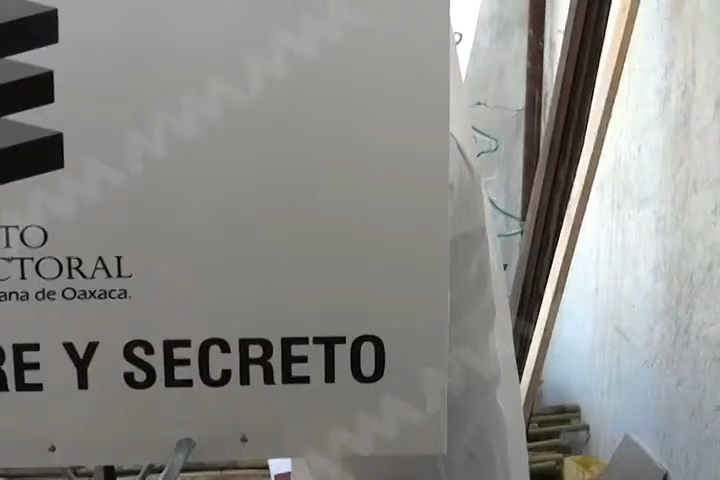 TO
CTORAL
ana de Oaxaca.
RE Y SECRETO